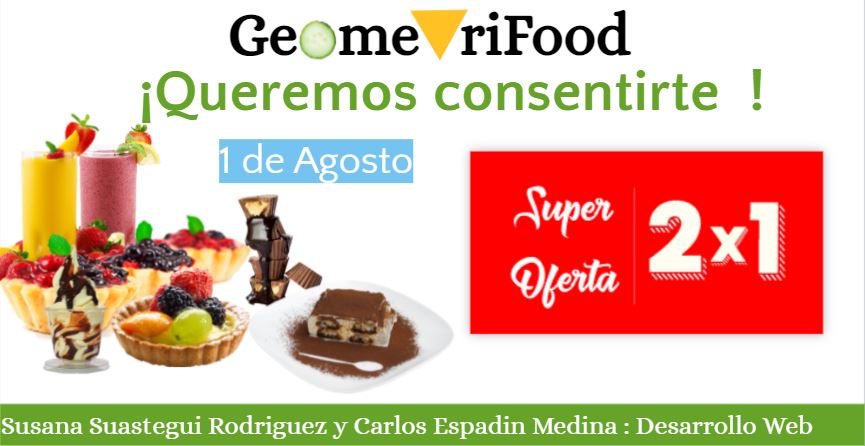 GeomeTriFood
¡Queremos consentirte !
1 de Agosto
Super
Oferta
2x1
Susana Suastegui Rodriguez y Carlos Espadin Medina : Desarrollo Web